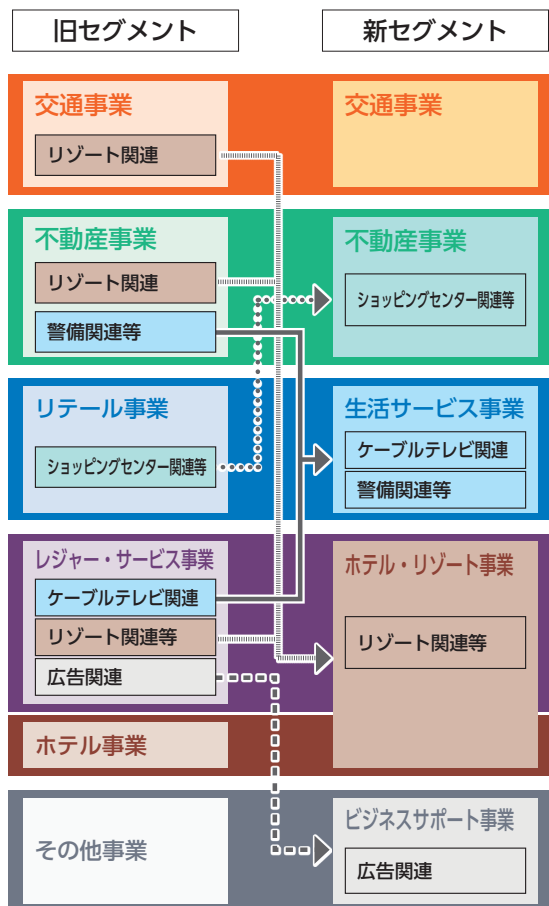 旧セグメント
新セグメント
交通事業
リゾート関連
交通事業
不動産事業
リゾート関連
警備関連等
不動産事業
ショッピングセンター関連等
リテール事業
ショッピングセンター関連等
生活サービス事業
ケーブルテレビ関連
警備関連等
レジャー・サービス事業
ケーブルテレビ関連
リゾート関連等
広告関連
ホテル事業
ホテル・リゾート事業
リゾート関連等
その他事業
ビジネスサポート事業
広告関連